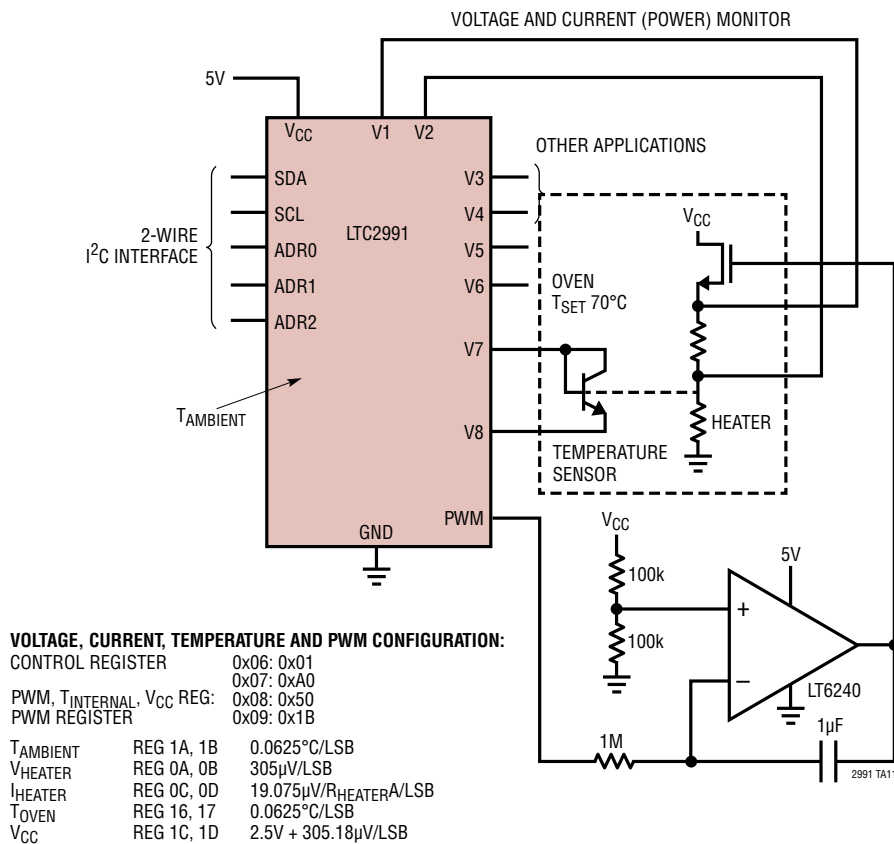 VOLTAGE AND CURRENT (POWER) MONITOR
5V
VCC
V1
V2
OTHER APPLICATIONS
SDA
SCL
ADR0
ADR1
ADR2
2-WIRE
I2C INTERFACE
LTC2991
V3
V4
V5
V6
V7
V8
PWM
GND
TAMBIENT
VCC
OVEN
TSET 70°C
HEATER
TEMPERATURE
SENSOR
VCC
100k
100k
5V
+
–
LT6240
1M
1µF
VOLTAGE, CURRENT, TEMPERATURE AND PWM CONFIGURATION:
CONTROL REGISTER 0x06: 0x01
0x07: 0xA0
PWM, TINTERNAL, VCC REG: 0x08: 0x50
PWM REGISTER 0x09: 0x1B
TAMBIENT REG 1A, 1B 0.0625°C/LSB
VHEATER REG 0A, 0B 305µV/LSB
IHEATER REG 0C, 0D 19.075µV/RHEATERA/LSB
TOVEN REG 16, 17 0.0625°C/LSB
VCC REG 1C, 1D 2.5V + 305.18µV/LSB
2991